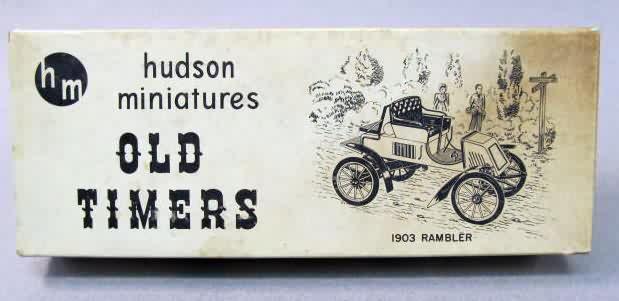 hm
hudson
miniatures
OLD
TIMERS
1903 RAMBLER